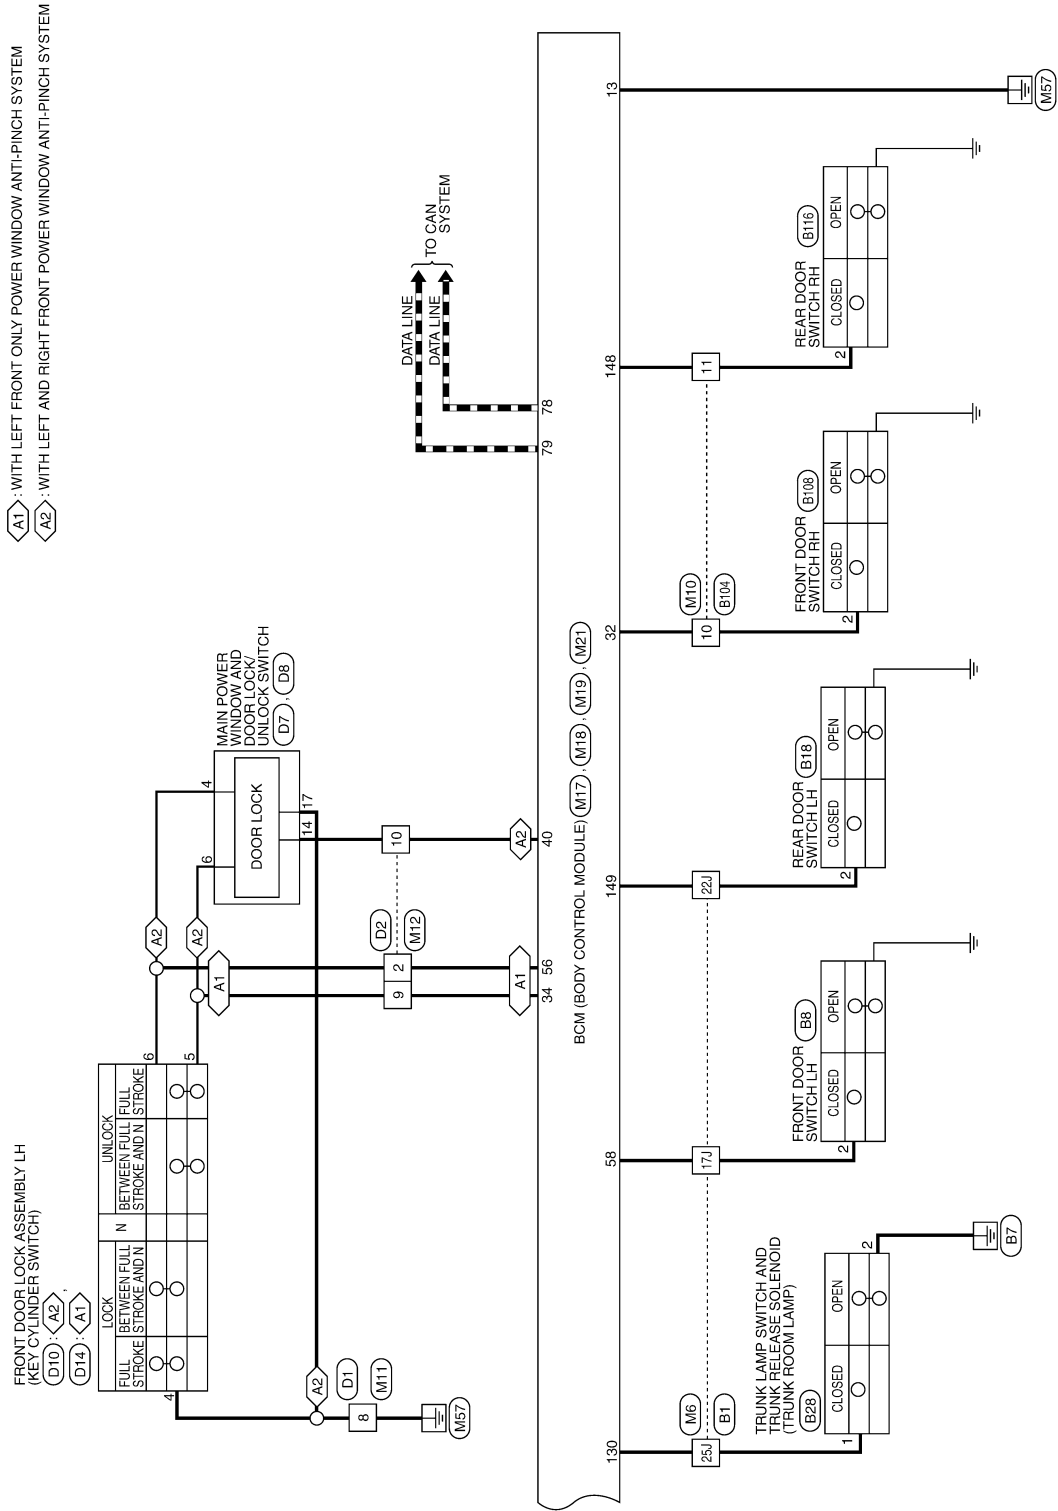 A1 : WITH LEFT FRONT ONLY POWER WINDOW ANTI-PINCH SYSTEM
A2 : WITH LEFT AND RIGHT FRONT POWER WINDOW ANTI-PINCH SYSTEM
FRONT DOOR LOCK ASSEMBLY LH
(KEY CYLINDER SWITCH)
D10 : A2 ,
D14 : A1
LOCK
N
UNLOCK
FULL
STROKE
BETWEEN FULL
STROKE AND N
BETWEEN FULL
STROKE AND N
FULL
STROKE
4
6
5
A2
A2
A1
MAIN POWER
WINDOW AND
DOOR LOCK/
UNLOCK SWITCH
D7 , D8
4
6
DOOR LOCK
14
17
A2
D1
8
M11
M57
D2
9
2
10
M12
A1
A2
34
56
40
DATA LINE
DATA LINE
TO CAN
SYSTEM
79
78
BCM (BODY CONTROL MODULE) M17 , M18 , M19 , M21
130
58
149
32
148
13
M6
25J
B1
17J
22J
M10
10
B104
11
TRUNK LAMP SWITCH AND
TRUNK RELEASE SOLENOID
(TRUNK ROOM LAMP)
B28
1
CLOSED
OPEN
2
B7
FRONT DOOR
SWITCH LH
B8
2
CLOSED
OPEN
REAR DOOR
SWITCH LH
B18
2
CLOSED
OPEN
FRONT DOOR
SWITCH RH
B108
2
CLOSED
OPEN
REAR DOOR
SWITCH RH
B116
2
CLOSED
OPEN
M57